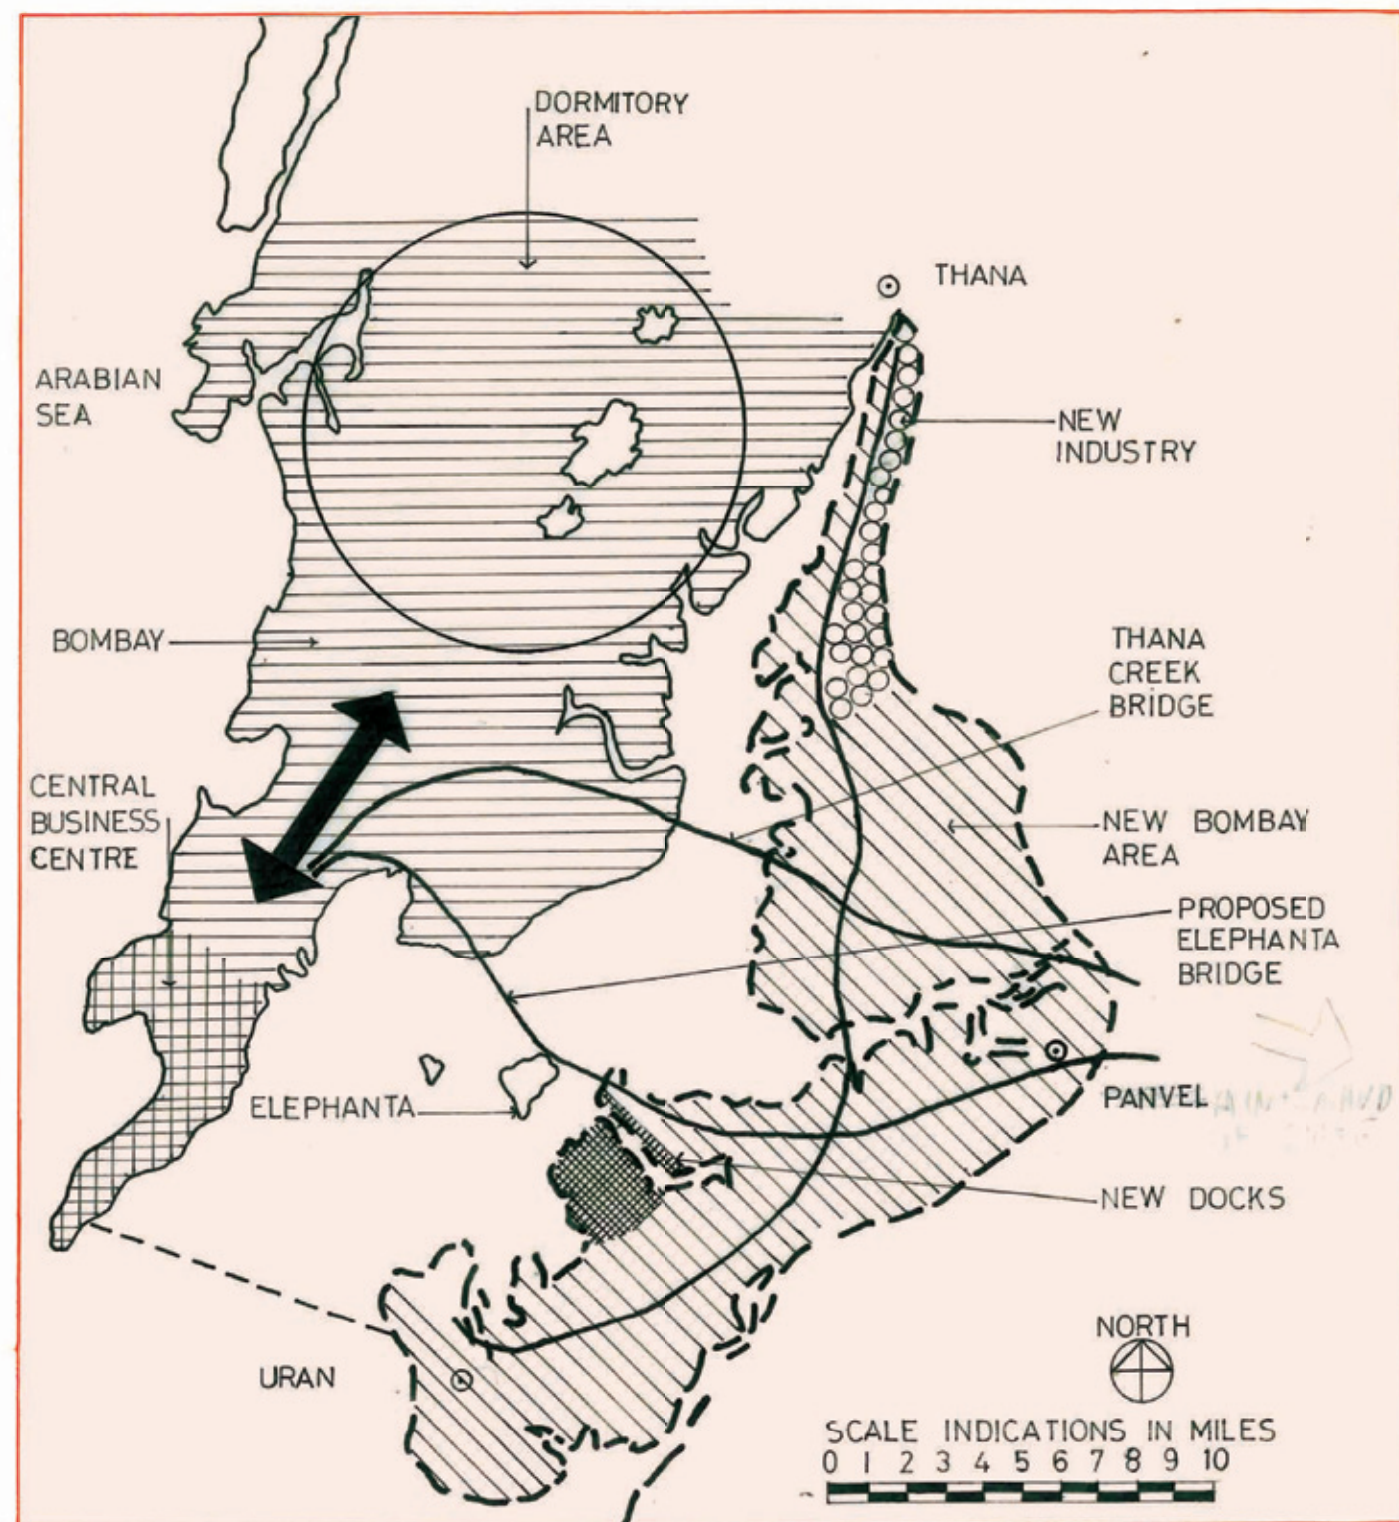 DORMITORY
AREA
THANA
ARABIAN
SEA
NEW
INDUSTRY
BOMBAY
THANA
CREEK
BRIDGE
CENTRAL
BUSINESS
CENTRE
NEW BOMBAY
AREA
PROPOSED
ELEPHANTA
BRIDGE
ELEPHANTA
PANVEL
NEW DOCKS
URAN
NORTH
SCALE INDICATIONS IN MILES
0 1 2 3 4 5 6 7 8 9 10